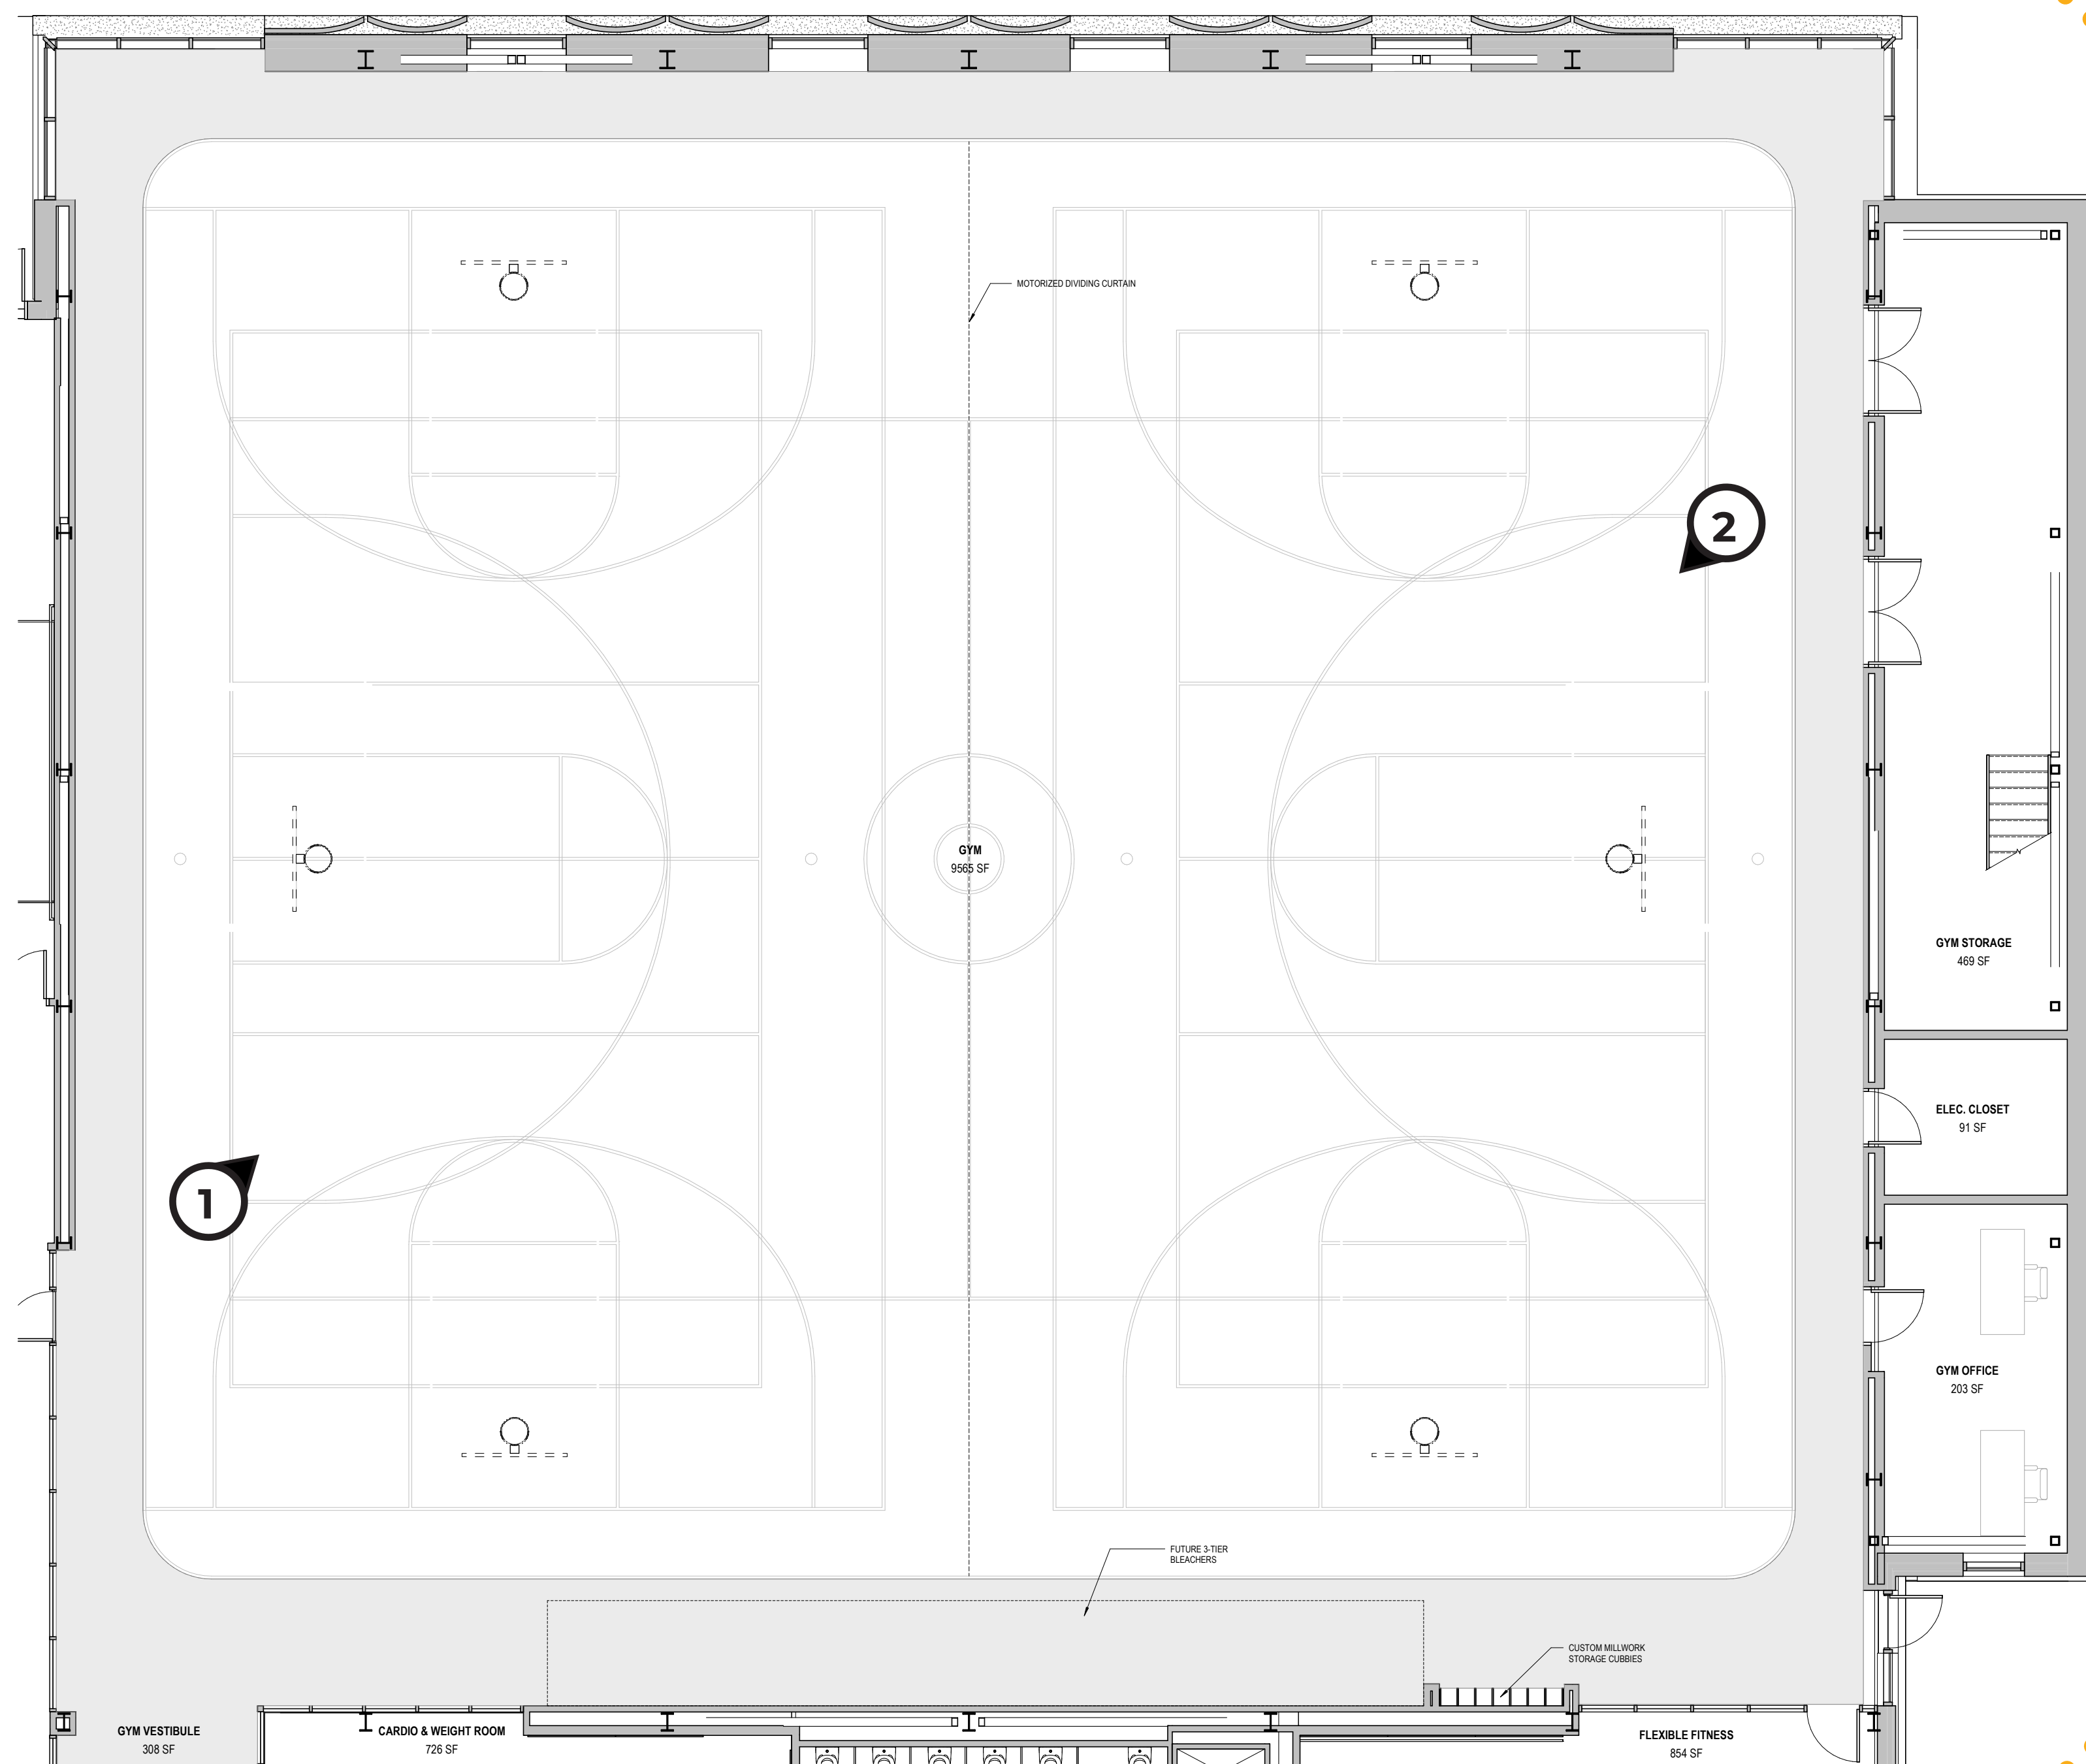 MOTORIZED DIVIDING CURTAIN
2
GYM
9565 SF
GYM STORAGE
469 SF
ELEC. CLOSET
91 SF
1
GYM OFFICE
203 SF
FUTURE 3-TIER
BLEACHERS
CUSTOM MILLWORK
STORAGE CUBBIES
GYM VESTIBULE
308 SF
CARDIO & WEIGHT ROOM
726 SF
FLEXIBLE FITNESS
854 SF